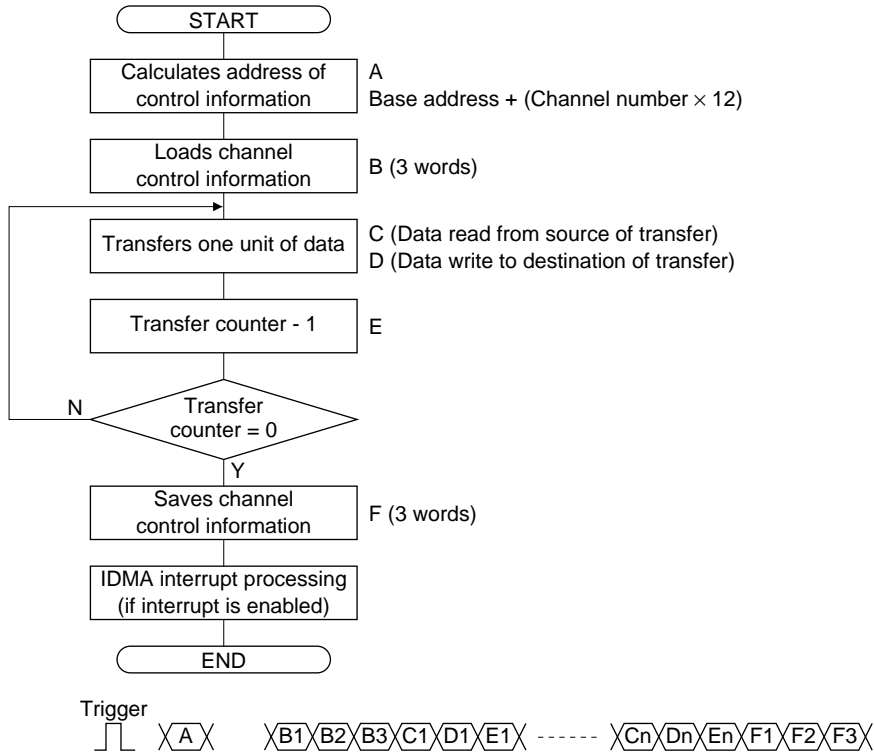 START
Calculates address of
control information
A
Base address + (Channel number × 12)
Loads channel
control information
B (3 words)
Transfers one unit of data
C (Data read from source of transfer)
D (Data write to destination of transfer)
Transfer counter - 1
E
N
Transfer
counter = 0
Y
Saves channel
control information
F (3 words)
IDMA interrupt processing
(if interrupt is enabled)
END
Trigger
A B1 B2 B3 C1 D1 E1 ------ Cn Dn En F1 F2 F3